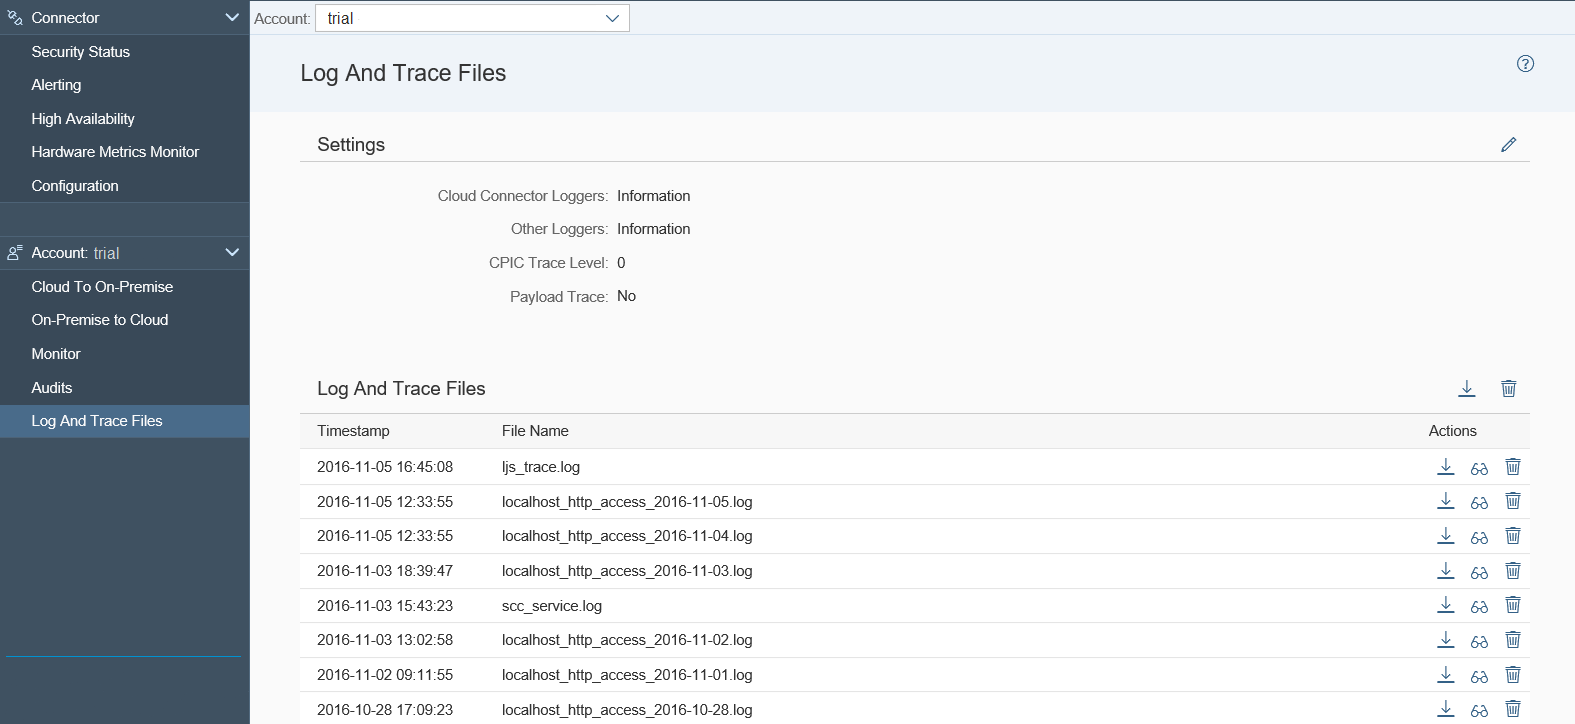 Connector
Security Status
Alerting
High Availability
Hardware Metrics Monitor
Configuration
Account: trial
Cloud To On-Premise
On-Premise to Cloud
Monitor
Audits
Log And Trace Files
Account: trial
Log And Trace Files
Settings
Cloud Connector Loggers: Information
Other Loggers: Information
CPIC Trace Level: 0
Payload Trace: No
Log And Trace Files
Timestamp File Name Actions
2016-11-05 16:45:08 ljs_trace.log
2016-11-05 12:33:55 localhost_http_access_2016-11-05.log
2016-11-05 12:33:55 localhost_http_access_2016-11-04.log
2016-11-03 18:39:47 localhost_http_access_2016-11-03.log
2016-11-03 15:43:23 scc_service.log
2016-11-03 13:02:58 localhost_http_access_2016-11-02.log
2016-11-02 09:11:55 localhost_http_access_2016-11-01.log
2016-10-28 17:09:23 localhost_http_access_2016-10-28.log